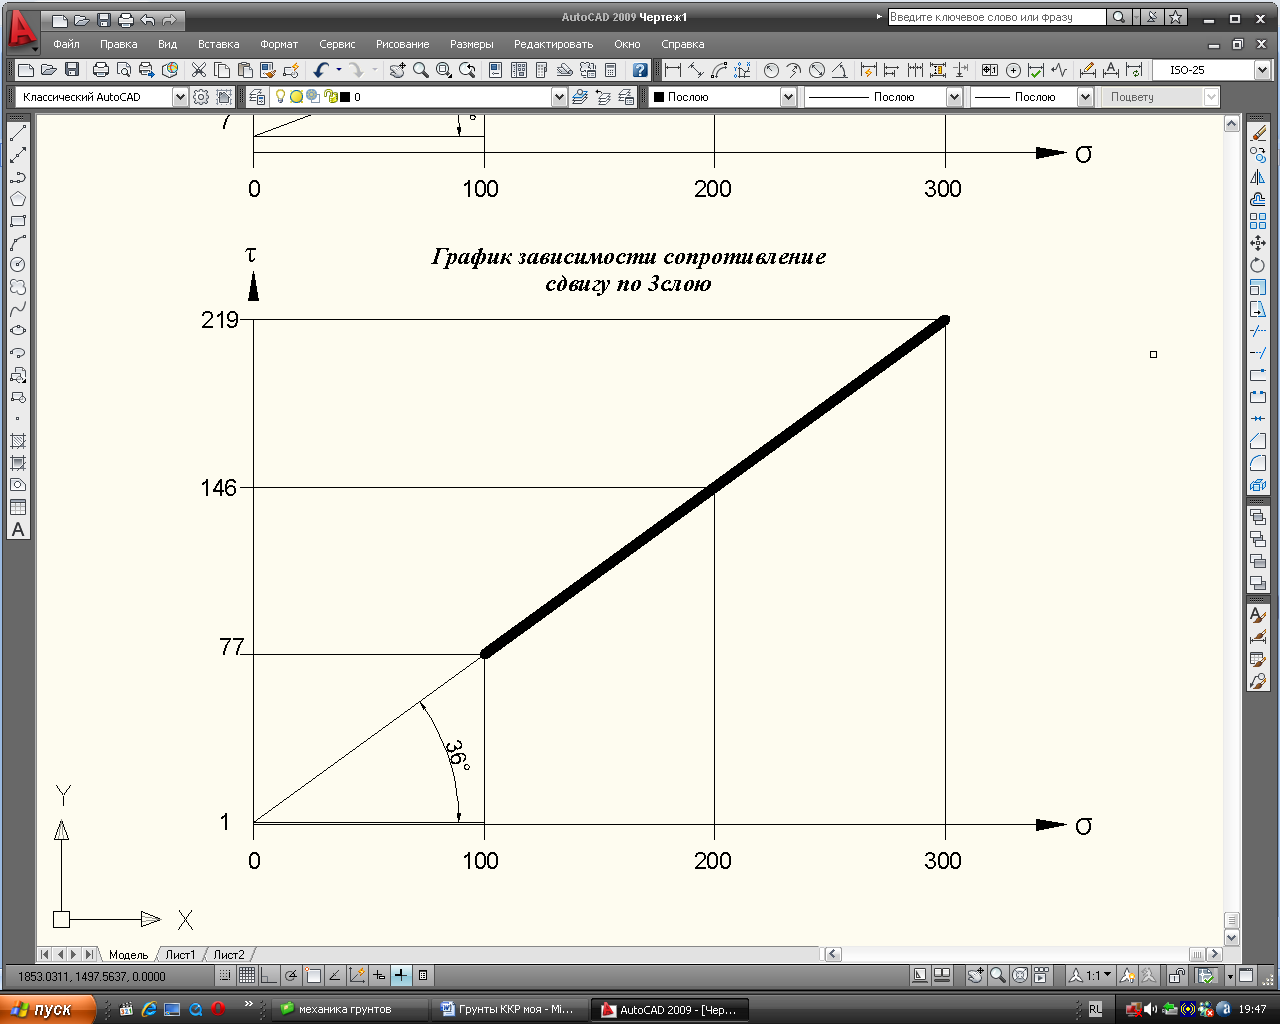 AutoCAD 2009 Чертеж1
Введите ключевое слово или фразу
Файл Правка Вид Вставка Формат Сервис Рисование Размеры Редактировать Окно Справка
ISO-25
Классический AutoCAD
0
Послою
Послою
Послою
Поцвету
7
°
σ
0 100 200 300
τ
График зависимости сопротивление
сдвигу по 3слою
219
146
77
36°
1
σ
0 100 200 300
Y
X
A
Модель Лист1 Лист2
1853.0311, 1497.5637, 0.0000
1:1
пуск
механика грунтов
Грунты ККР моя - Mi...
AutoCAD 2009 - [Чер...
RL
19:47